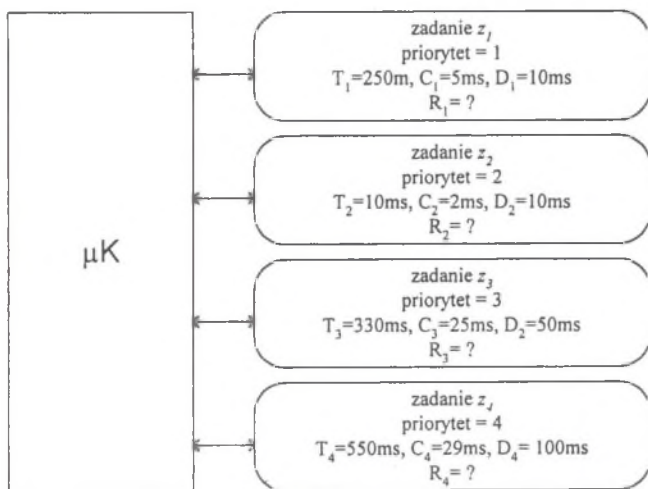 μK
zadanie z₁
priorytet = 1
T₁=250m, C₁=5ms, D₁=10ms
R₁= ?
zadanie z₂
priorytet = 2
T₂=10ms, C₂=2ms, D₂=10ms
R₂= ?
zadanie z₃
priorytet = 3
T₃=330ms, C₃=25ms, D₂=50ms
R₃= ?
zadanie z₄
priorytet = 4
T₄=550ms, C₄=29ms, D₄= 100ms
R₄= ?